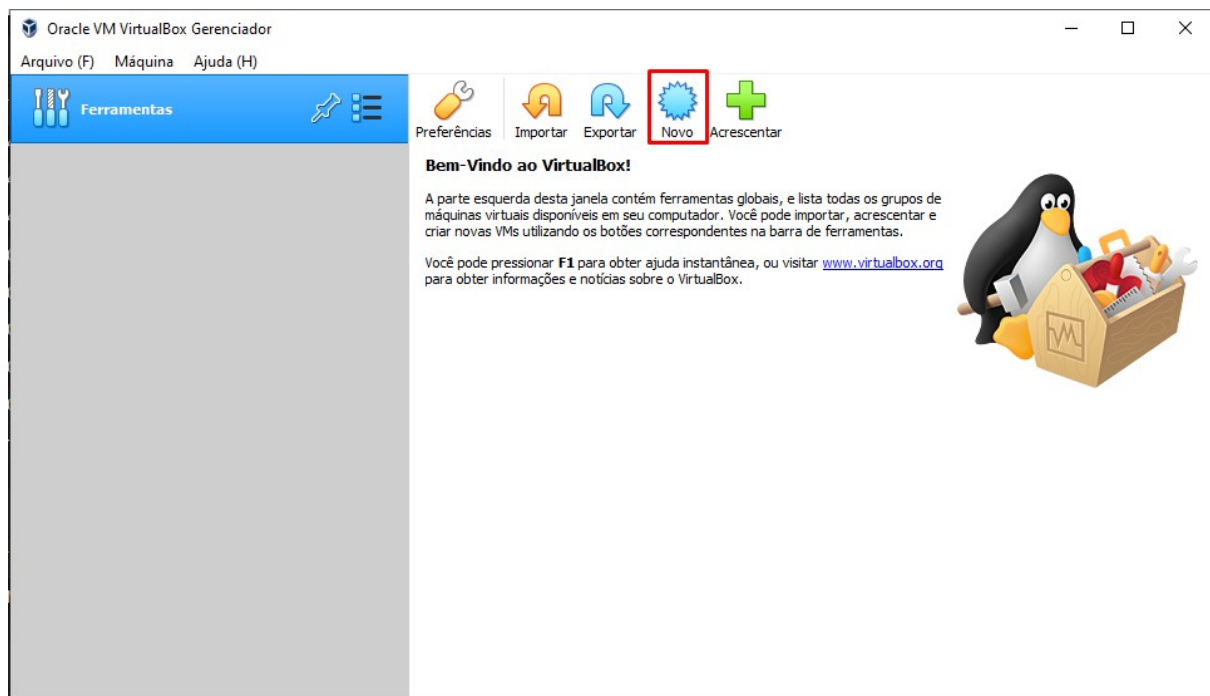 Oracle VM VirtualBox Gerenciador
Arquivo (F) Máquina Ajuda (H)
Ferramentas
Preferências Importar Exportar Novo Acrescentar
Bem-Vindo ao VirtualBox!
A parte esquerda desta janela contém ferramentas globais, e lista todas os grupos de
máquinas virtuais disponíveis em seu computador. Você pode importar, acrescentar e
criar novas VMs utilizando os botões correspondentes na barra de ferramentas.
Você pode pressionar F1 para obter ajuda instantânea, ou visitar www.virtualbox.org
para obter informações e notícias sobre o VirtualBox.